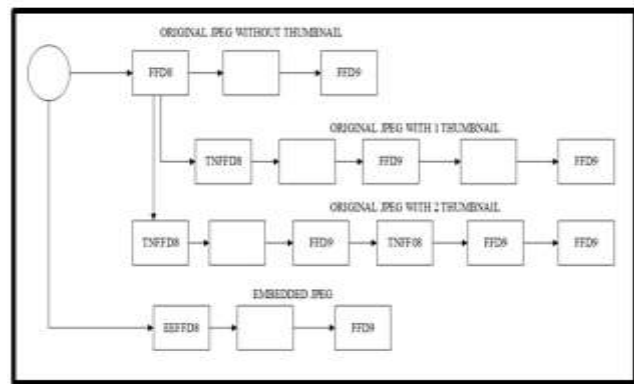 ORIGINAL JPEG WITHOUT THUMBNAIL
FFD8 FFD9
ORIGINAL JPEG WITH 1 THUMBNAIL
TNFFD8 FFD9 FFD9
ORIGINAL JPEG WITH 2 THUMBNAIL
TNFFD8 FFD9 TNFF08 FFD9 FFD9
EMBEDDED JPEG
EEFFD8 FFD9